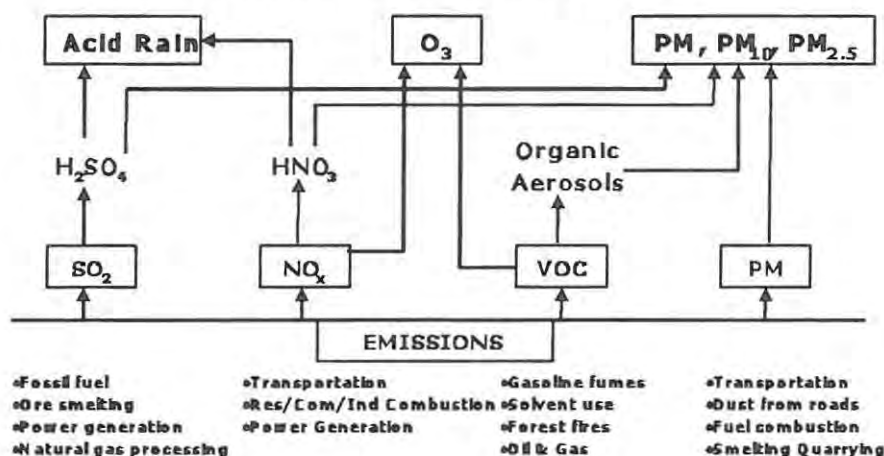 Acid Rain
O₃
PM, PM₁₀, PM₂.₅
H₂SO₄
HNO₃
Organic
Aerosols
SO₂
NOₓ
VOC
PM
EMISSIONS
•Fossil fuel
•Ore smelting
•Power generation
•Natural gas processing
•Transportation
•Res/Com/Ind Combustion
•Power Generation
•Gasoline fumes
•Solvent use
•Forest fires
•Oil & Gas
•Transportation
•Dust from roads
•Fuel combustion
•Smelting Quarrying